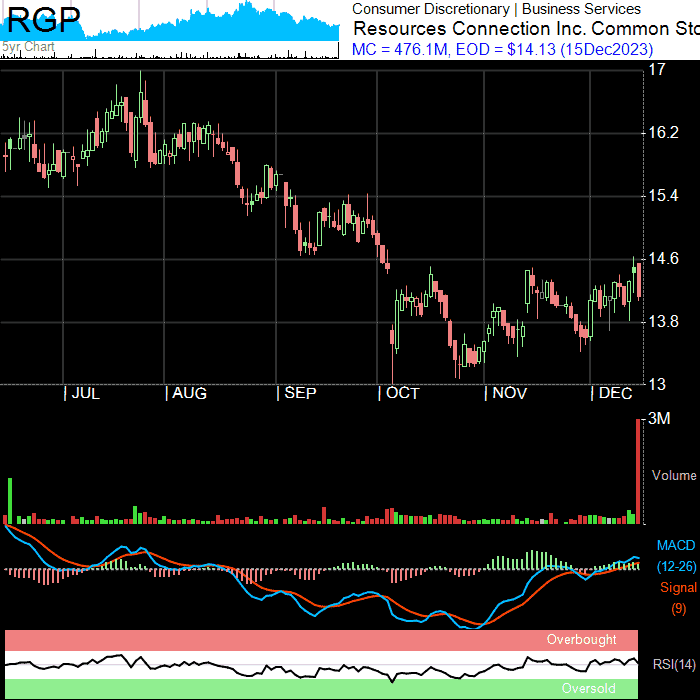 RGP
5yr Chart
Consumer Discretionary | Business Services
Resources Connection Inc. Common Sto
MC = 476.1M, EOD = $14.13 (15Dec2023)
17
16.2
15.4
14.6
13.8
13
| JUL | AUG | SEP | OCT | NOV | DEC
3M
Volume
MACD
(12-26)
Signal
(9)
Overbought
RSI(14)
Oversold